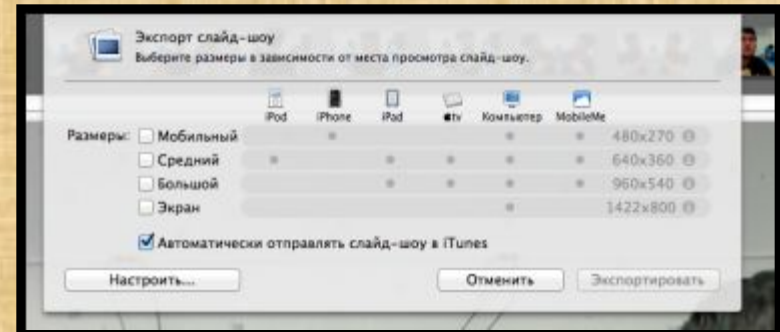 Экспорт слайд-шоу
Выберите размеры в зависимости от места просмотра слайд-шоу.
iPod iPhone iPad tv Компьютер MobileMe
Размеры: Мобильный 480x270
Средний 640x360
Большой 960x540
Экран 1422x800
Автоматически отправлять слайд-шоу в iTunes
Настроить... Отменить Экспортировать